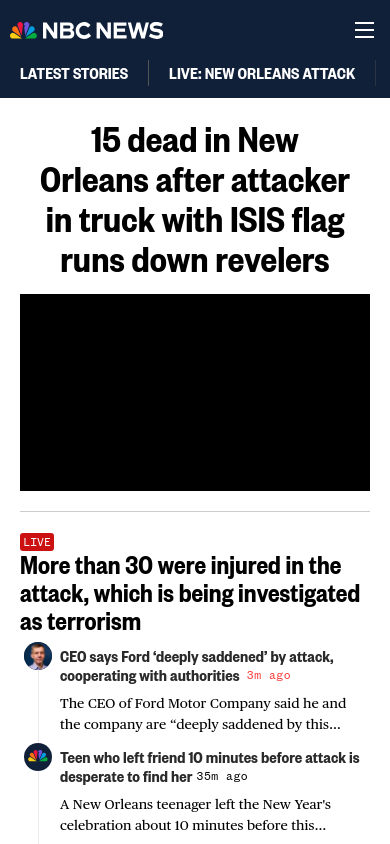 NBC NEWS
LATEST STORIES
LIVE: NEW ORLEANS ATTACK
15 dead in New
Orleans after attacker
in truck with ISIS flag
runs down revelers
LIVE
More than 30 were injured in the
attack, which is being investigated
as terrorism
CEO says Ford ‘deeply saddened’ by attack,
cooperating with authorities 3m ago
The CEO of Ford Motor Company said he and
the company are “deeply saddened by this...
Teen who left friend 10 minutes before attack is
desperate to find her 35m ago
A New Orleans teenager left the New Year's
celebration about 10 minutes before this...